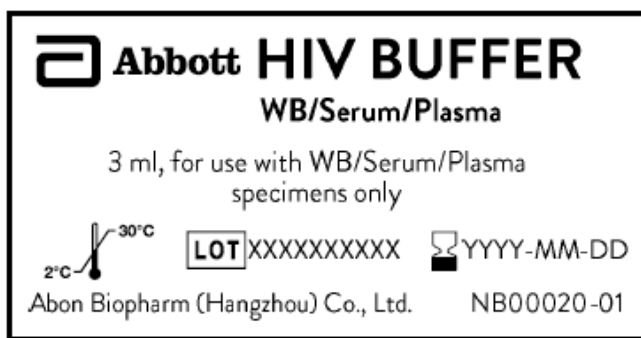 Abbott HIV BUFFER
WB/Serum/Plasma
3 ml, for use with WB/Serum/Plasma
specimens only
2°C 30°C LOT XXXXXXXXXX YYYY-MM-DD
Abon Biopharm (Hangzhou) Co., Ltd. NB00020-01